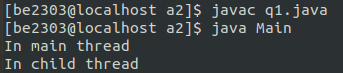 [be2303@localhost a2]$ javac q1.java
[be2303@localhost a2]$ java Main
In main thread
In child thread